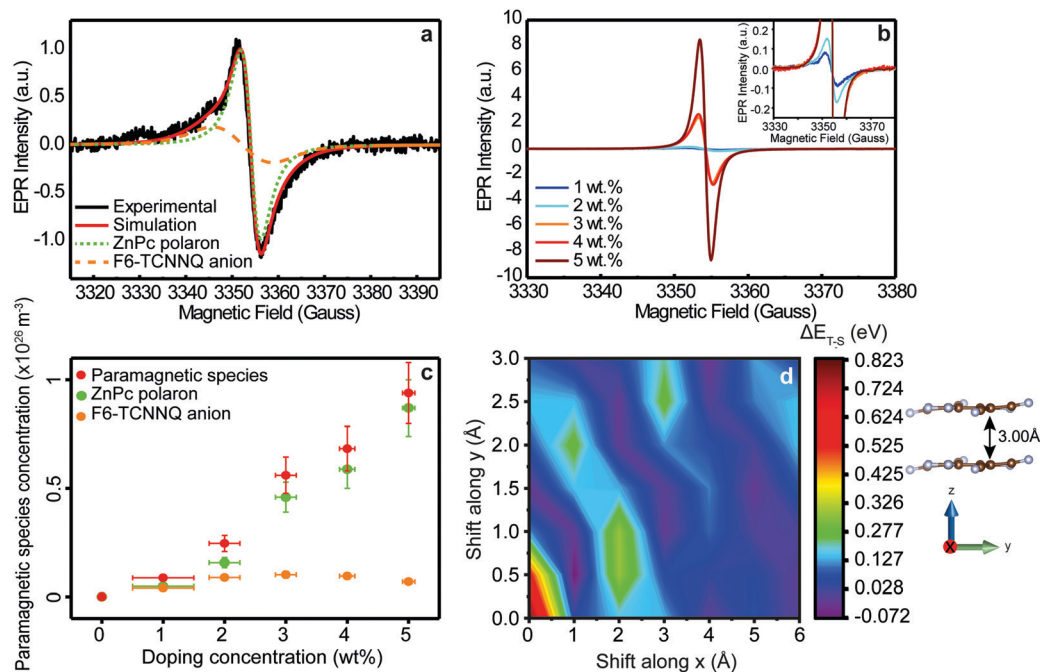 a
EPR Intensity (a.u.)
1.0
0.5
0.0
-0.5
-1.0
Experimental
Simulation
ZnPc polaron
F6-TCNNQ anion
3320 3330 3340 3350 3360 3370 3380 3390
Magnetic Field (Gauss)
b
EPR Intensity (a.u.)
10
8
6
4
2
0
-2
-4
-6
-8
-10
1 wt.%
2 wt.%
3 wt.%
4 wt.%
5 wt.%
3330 3340 3350 3360 3370 3380
Magnetic Field (Gauss)
EPR Intensity (a.u.)
0.2
0.1
0.0
-0.1
-0.2
3330 3350 3380
Magnetic Field (Gauss)
c
Paramagnetic species concentration (x10²⁶ m⁻³)
1
0.5
0
Paramagnetic species
ZnPc polaron
F6-TCNNQ anion
0 1 2 3 4 5
Doping concentration (wt%)
d
Shift along y (Å)
3.0
2.5
2.0
1.5
1.0
0.5
0.0
0 1 2 3 4 5 6
Shift along x (Å)
ΔE_T-S (eV)
0.823
0.724
0.624
0.525
0.425
0.326
0.277
0.127
0.028
-0.072
3.00Å
z
X
y